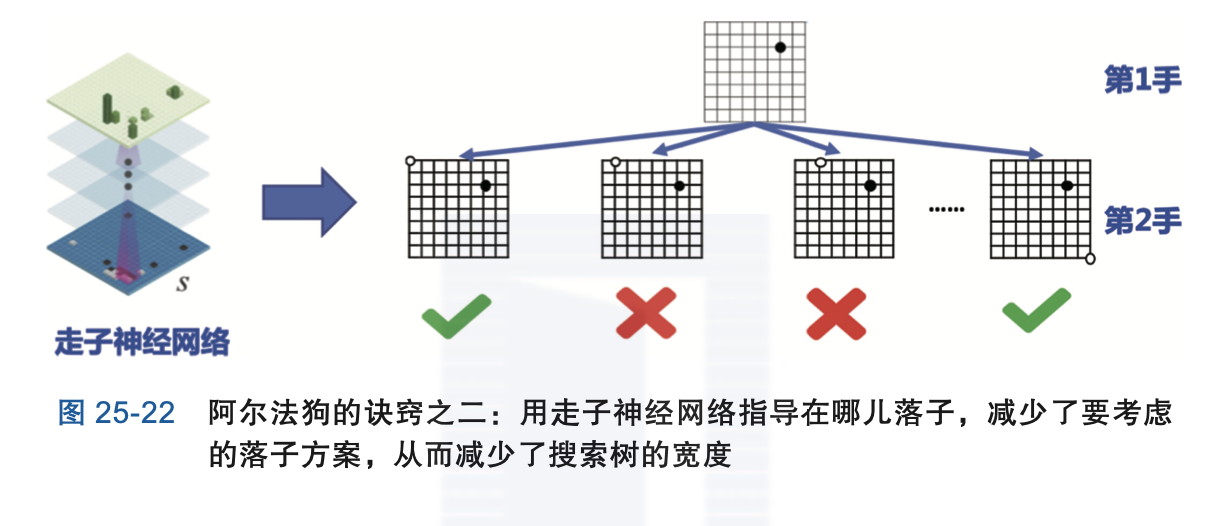 第1手
......
第2手
S
走子神经网络
图 25-22 阿尔法狗的诀窍之二：用走子神经网络指导在哪儿落子，减少了要考虑
的落子方案，从而减少了搜索树的宽度